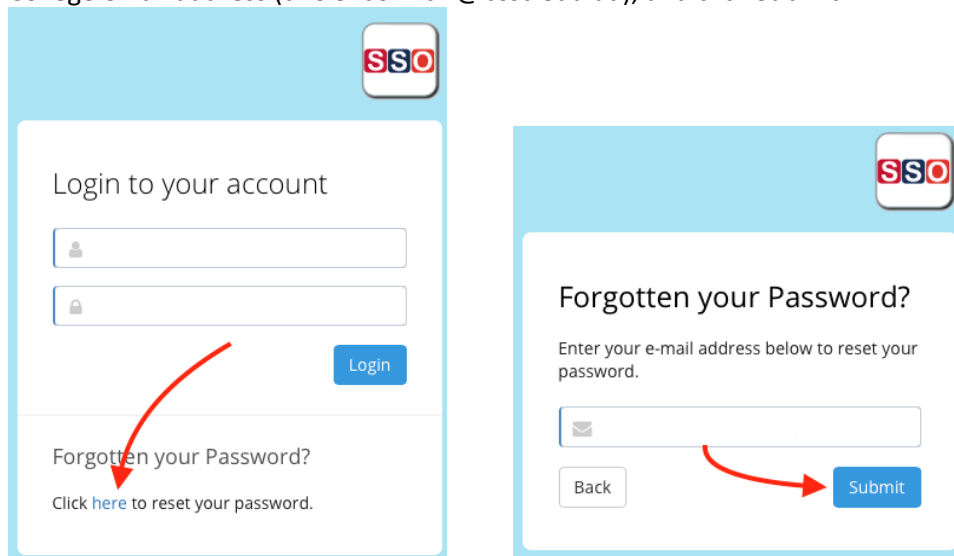 SSO
Login to your account
Login
Forgotten your Password?
Click here to reset your password.
SSO
Forgotten your Password?
Enter your e-mail address below to reset your
password.
Back
Submit